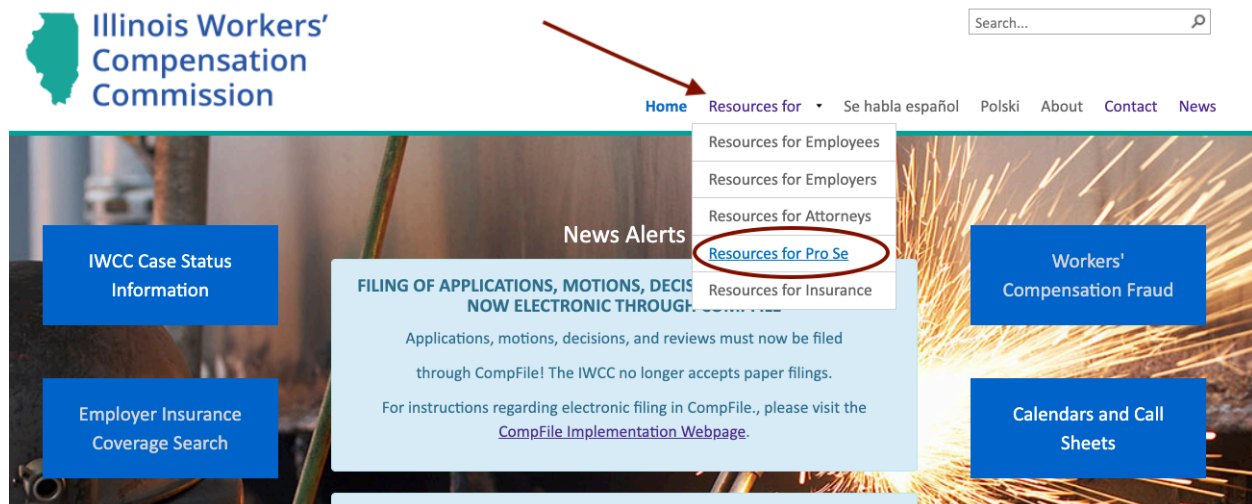 Illinois Workers'
Compensation
Commission
Search...
Home Resources for Se habla español Polski About Contact News
Resources for Employees
Resources for Employers
Resources for Attorneys
Resources for Pro Se
Resources for Insurance
News Alerts
IWCC Case Status
Information
Employer Insurance
Coverage Search
FILING OF APPLICATIONS, MOTIONS,
NOW ELECTRONIC THROUGH
Applications, motions, decisions, and reviews must now be filed
through CompFile! The IWCC no longer accepts paper filings.
For instructions regarding electronic filing in CompFile., please visit the
CompFile Implementation Webpage.
Workers'
Compensation Fraud
Calendars and Call
Sheets